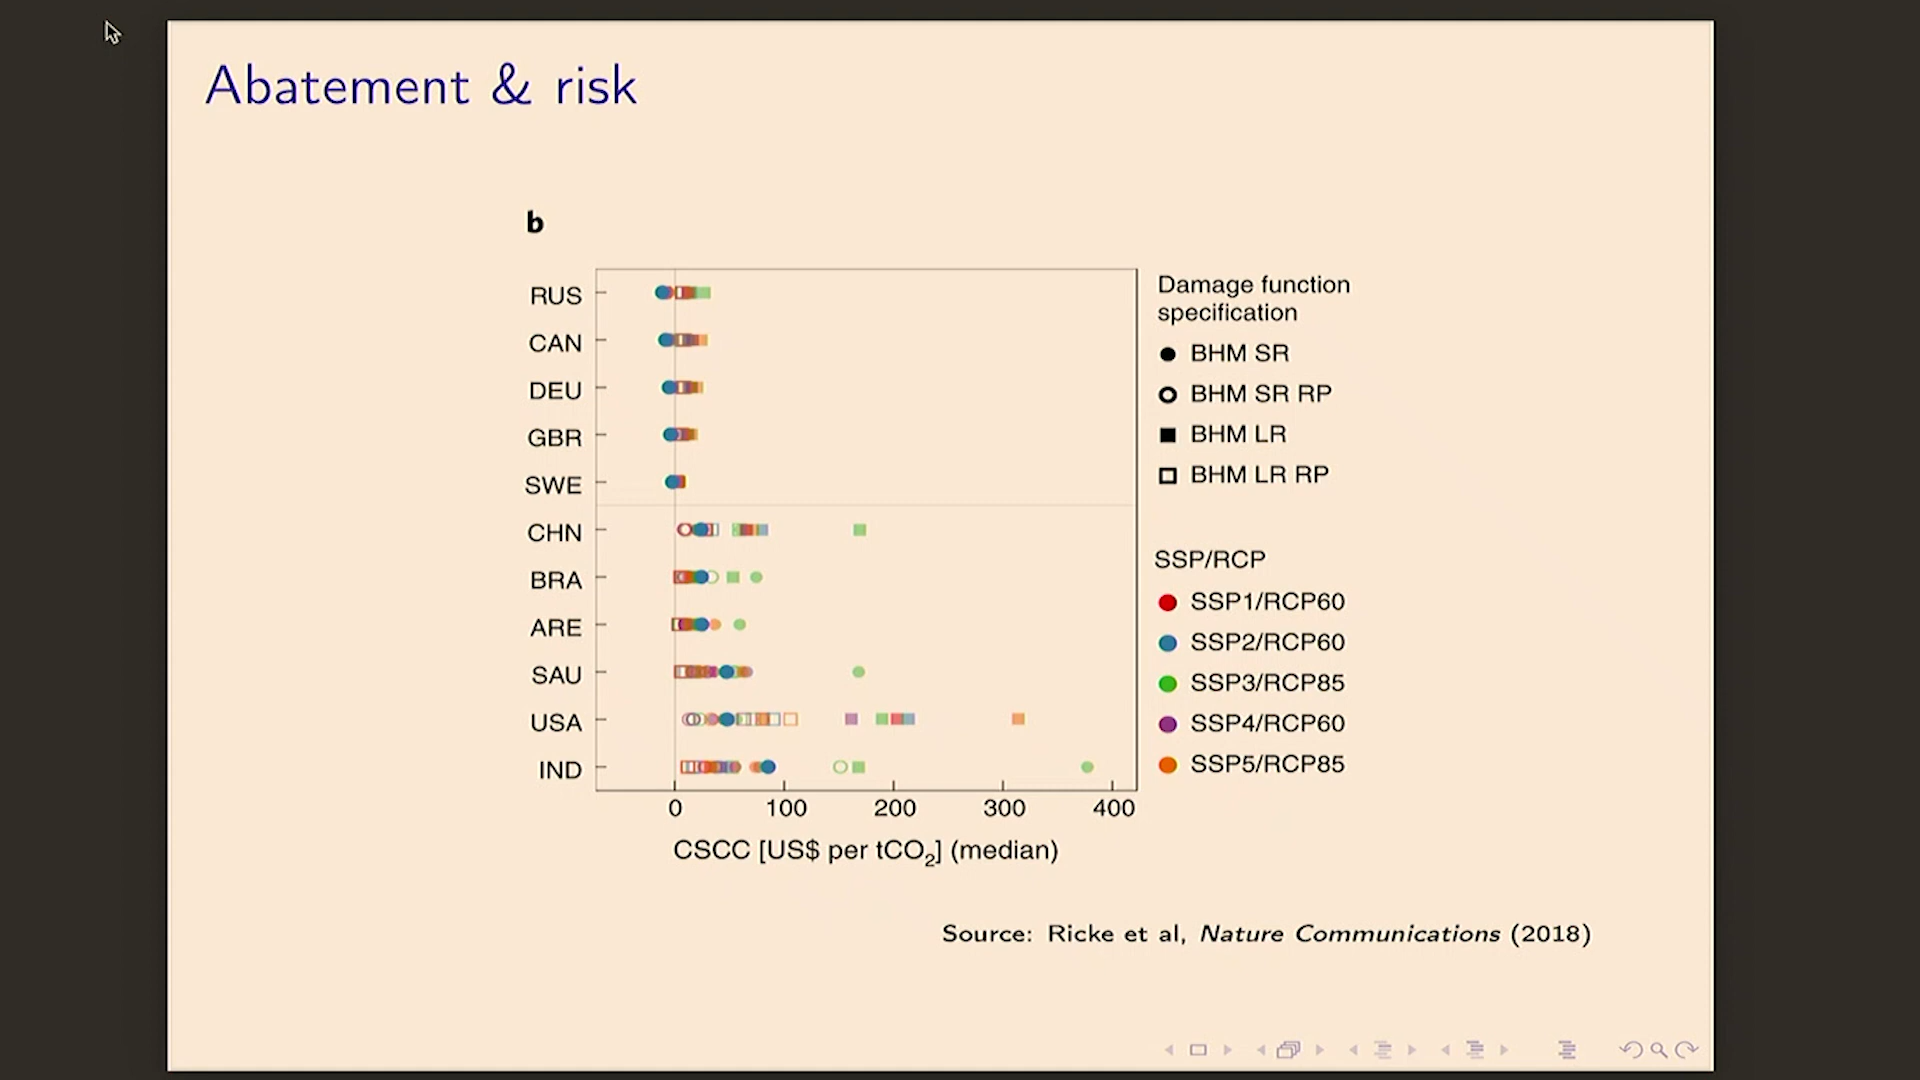 Abatement & risk
b
RUS
CAN
DEU
GBR
SWE
CHN
BRA
ARE
SAU
USA
IND
0 100 200 300 400
CSCC [US$ per tCO₂] (median)
Damage function
specification
BHM SR
BHM SR RP
BHM LR
BHM LR RP
SSP/RCP
SSP1/RCP60
SSP2/RCP60
SSP3/RCP85
SSP4/RCP60
SSP5/RCP85
Source: Ricke et al, Nature Communications (2018)